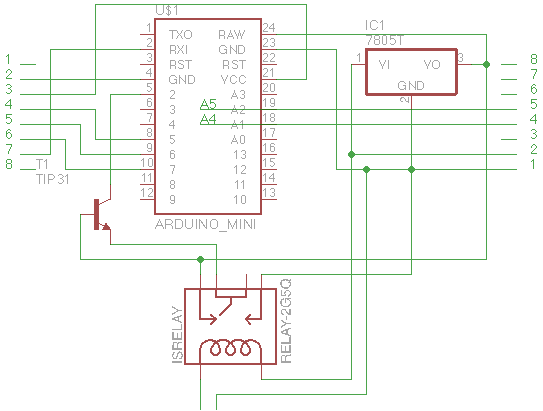 U$1
IC1
7805T
1 TXO RAW 24
2 RXI GND 23
3 RST RST 22
4 GND VCC 21
5 2 A3 20
6 3 A2 19
7 4 A1 18
8 5 A0 17
9 6 13 16
10 7 12 15
11 8 11 14
12 9 10 13
A5
A4
ARDUINO_MINI
1 VI VO 3
GND
2
1
2
3
4
5
6
7
8
8
7
6
5
4
3
2
1
T1
TIP31
ISRELAY
RELAY-2G5Q